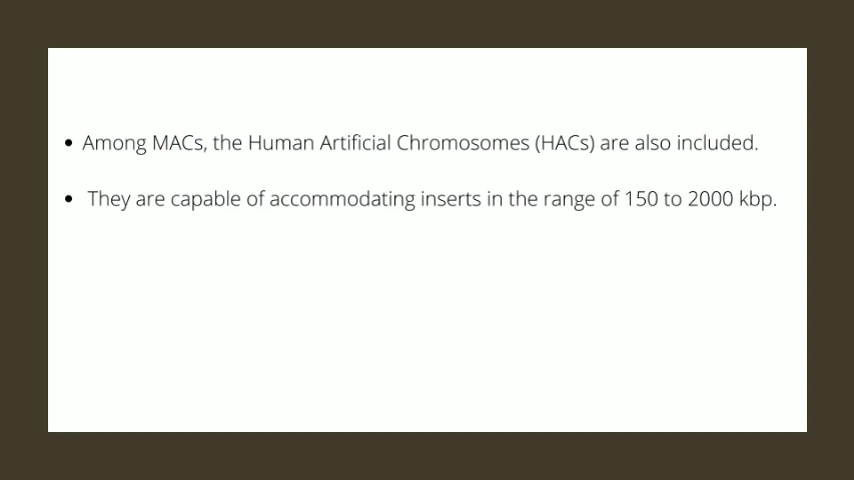 • Among MACs, the Human Artificial Chromosomes (HACs) are also included.
• They are capable of accommodating inserts in the range of 150 to 2000 kbp.